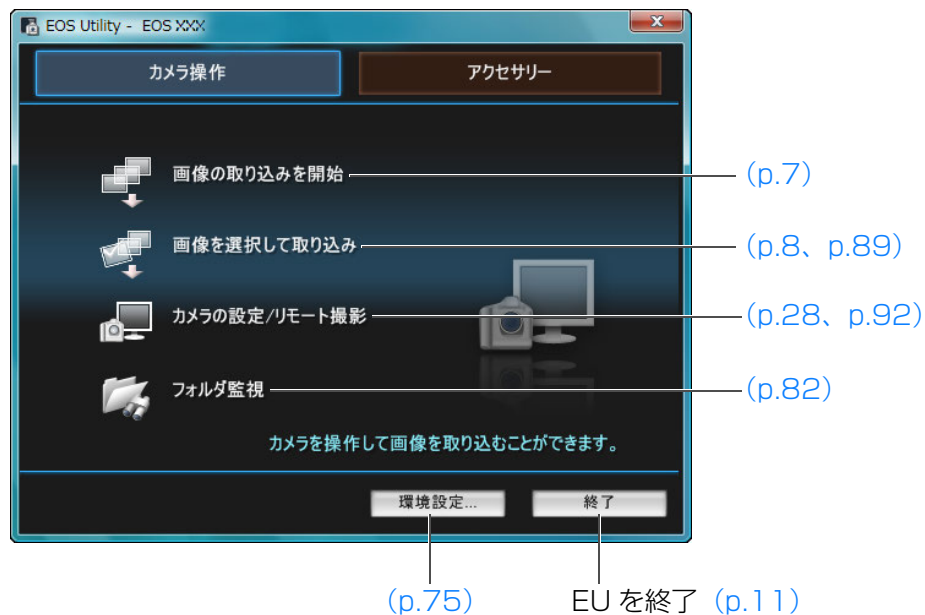 EOS Utility - EOS XXX
カメラ操作
アクセサリー
画像の取り込みを開始
(p.7)
画像を選択して取り込み
(p.8、p.89)
カメラの設定/リモート撮影
(p.28、p.92)
フォルダ監視
(p.82)
カメラを操作して画像を取り込むことができます。
環境設定...
終了
(p.75)
EU を終了 (p.11)